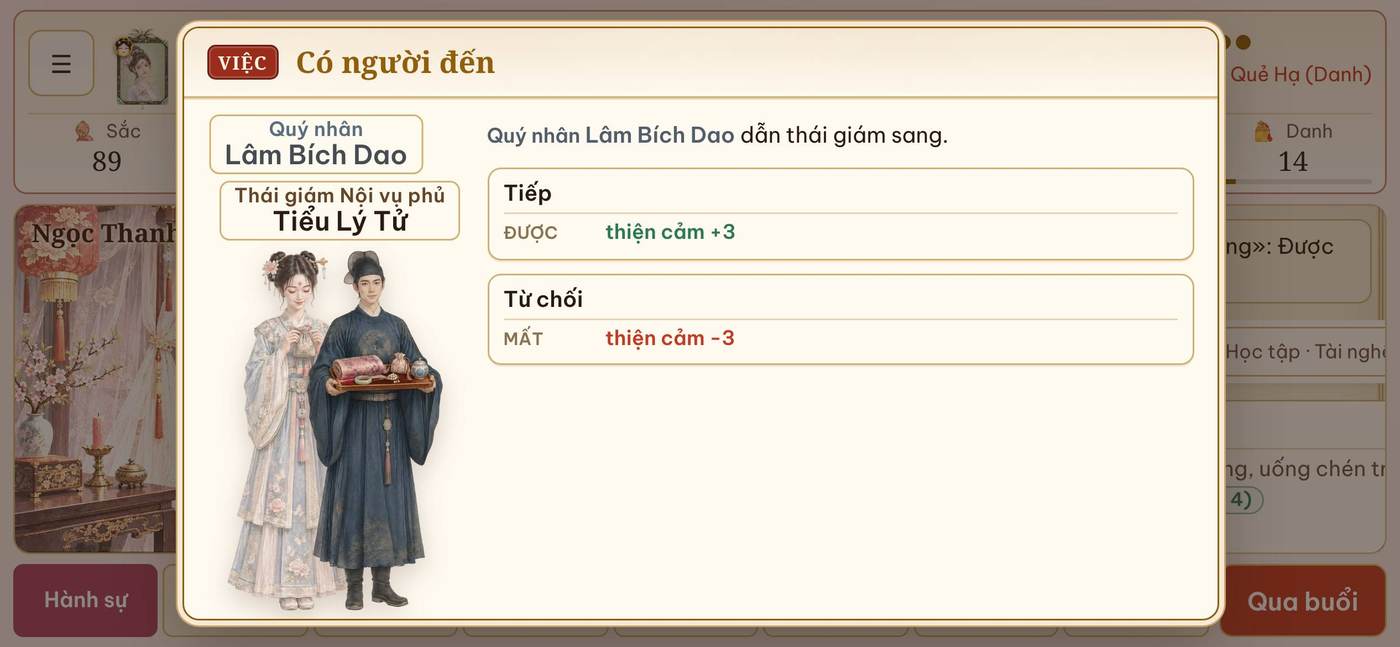 VIỆC Có người đến
Quẻ Hạ (Danh)
Sắc
89
Danh
14
Quý nhân
Lâm Bích Dao
Thái giám Nội vụ phủ
Tiểu Lý Tử
Quý nhân Lâm Bích Dao dẫn thái giám sang.
Tiếp
ĐƯỢC thiện cảm +3
Từ chối
MẤT thiện cảm -3
Ngọc Thanh
ng»: Được
Học tập · Tài ngh
ng, uống chén tr
4)
Hành sự
Qua buổi